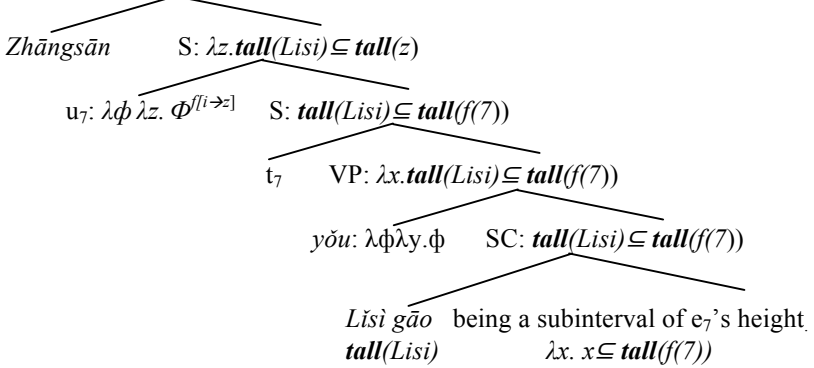 Zhāngsān S: λz.tall(Lisi)⊆ tall(z)
u₇: λϕ λz. Φ^f[i→z] S: tall(Lisi)⊆ tall(f(7))
t₇ VP: λx.tall(Lisi)⊆ tall(f(7))
yǒu: λϕλy.ϕ SC: tall(Lisi)⊆ tall(f(7))
Lǐsì gāo being a subinterval of e₇’s height
tall(Lisi) λx. x⊆ tall(f(7))